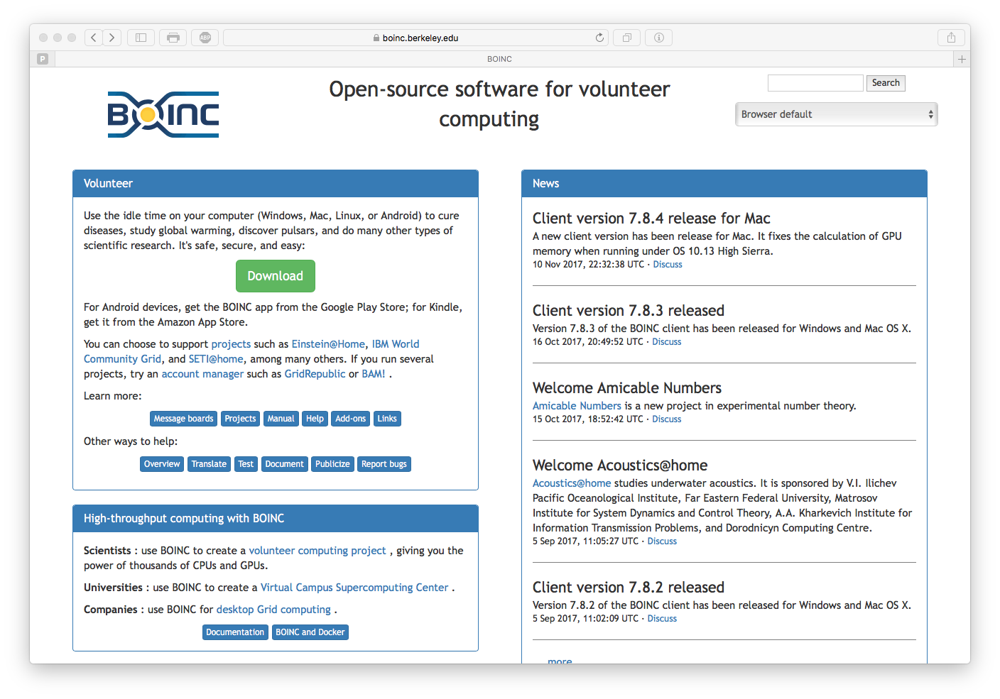 ABP
boinc.berkeley.edu
P
BOINC
BOINC
Open-source software for volunteer
computing
Search
Browser default
Volunteer
Use the idle time on your computer (Windows, Mac, Linux, or Android) to cure
diseases, study global warming, discover pulsars, and do many other types of
scientific research. It's safe, secure, and easy:
Download
For Android devices, get the BOINC app from the Google Play Store; for Kindle,
get it from the Amazon App Store.
You can choose to support projects such as Einstein@Home, IBM World
Community Grid, and SETI@home, among many others. If you run several
projects, try an account manager such as GridRepublic or BAM! .
Learn more:
Message boards Projects Manual Help Add-ons Links
Other ways to help:
Overview Translate Test Document Publicize Report bugs
High-throughput computing with BOINC
Scientists : use BOINC to create a volunteer computing project , giving you the
power of thousands of CPUs and GPUs.
Universities : use BOINC to create a Virtual Campus Supercomputing Center .
Companies : use BOINC for desktop Grid computing .
Documentation BOINC and Docker
News
Client version 7.8.4 release for Mac
A new client version has been release for Mac. It fixes the calculation of GPU
memory when running under OS 10.13 High Sierra.
10 Nov 2017, 22:32:38 UTC · Discuss
Client version 7.8.3 released
Version 7.8.3 of the BOINC client has been released for Windows and Mac OS X.
16 Oct 2017, 20:49:52 UTC · Discuss
Welcome Amicable Numbers
Amicable Numbers is a new project in experimental number theory.
15 Oct 2017, 18:52:42 UTC · Discuss
Welcome Acoustics@home
Acoustics@home studies underwater acoustics. It is sponsored by V.I. Ilichev
Pacific Oceanological Institute, Far Eastern Federal University, Matrosov
Institute for System Dynamics and Control Theory, A.A. Kharkevich Institute for
Information Transmission Problems, and Dorodnicyn Computing Centre.
5 Sep 2017, 11:05:27 UTC · Discuss
Client version 7.8.2 released
Version 7.8.2 of the BOINC client has been released for Windows and Mac OS X.
5 Sep 2017, 11:02:09 UTC · Discuss
more